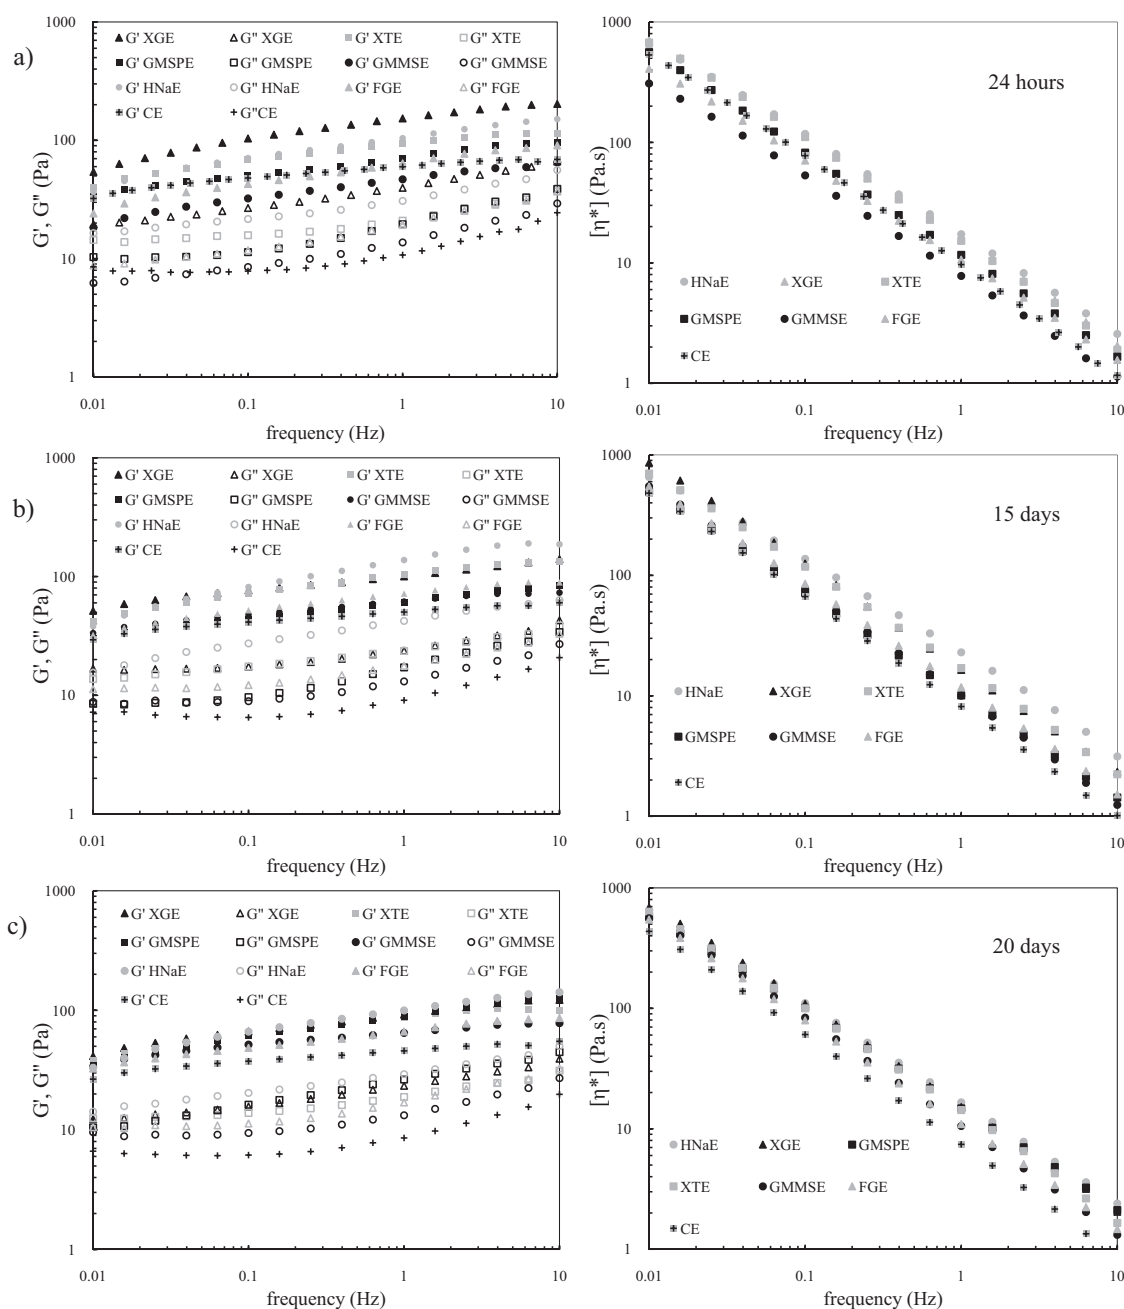 a)
1000
100
10
1
G', G" (Pa)
G' XGE G" XGE G' XTE G" XTE
G' GMSPE G" GMSPE G' GMMSE G" GMMSE
G' HNaE G" HNaE G' FGE G" FGE
G' CE G"CE
0.01 0.1 1 10
frequency (Hz)
1000
100
10
1
[η*] (Pa.s)
24 hours
HNaE XGE XTE
GMSPE GMMSE FGE
CE
0.01 0.1 1 10
frequency (Hz)
b)
1000
100
10
1
G', G" (Pa)
G' XGE G" XGE G' XTE G" XTE
G' GMSPE G" GMSPE G' GMMSE G" GMMSE
G' HNaE G" HNaE G' FGE G" FGE
G' CE G" CE
0.01 0.1 1 10
frequency (Hz)
1000
100
10
1
[η*] (Pa.s)
15 days
HNaE XGE XTE
GMSPE GMMSE FGE
CE
0.01 0.1 1 10
frequency (Hz)
c)
1000
100
10
1
G', G" (Pa)
G' XGE G" XGE G' XTE G" XTE
G' GMSPE G" GMSPE G' GMMSE G" GMMSE
G' HNaE G" HNaE G' FGE G" FGE
G' CE G" CE
0.01 0.1 1 10
frequency (Hz)
1000
100
10
1
[η*] (Pa.s)
20 days
HNaE XGE GMSPE
XTE GMMSE FGE
CE
0.01 0.1 1 10
frequency (Hz)